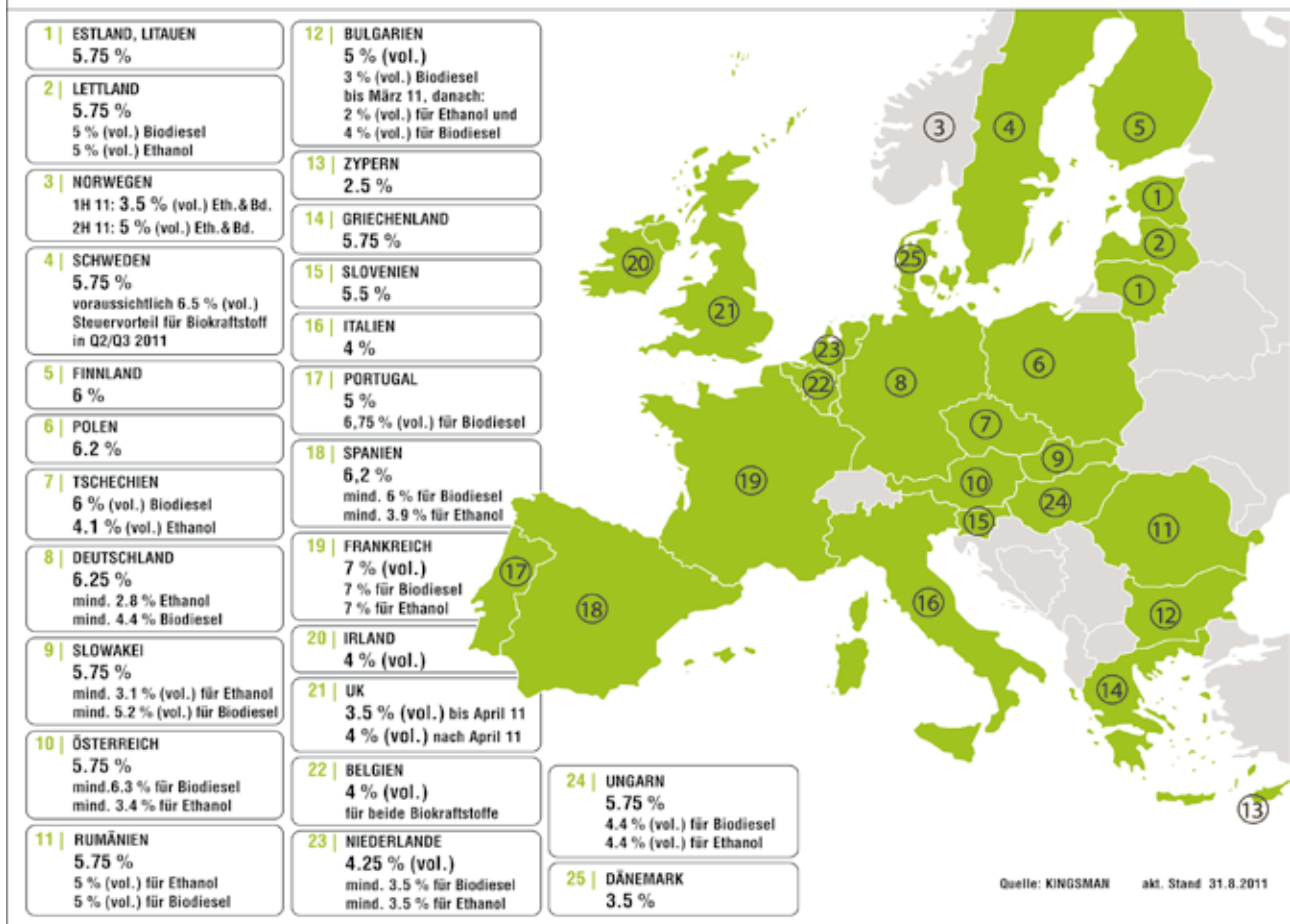 1 | ESTLAND, LITAUEN
5.75 %
2 | LETTLAND
5.75 %
5 % (vol.) Biodiesel
5 % (vol.) Ethanol
3 | NORWEGEN
1H 11: 3.5 % (vol.) Eth.&Bd.
2H 11: 5 % (vol.) Eth.&Bd.
4 | SCHWEDEN
5.75 %
voraussichtlich 6.5 % (vol.)
Steuervorteil für Biokraftstoff
in Q2/Q3 2011
5 | FINNLAND
6 %
6 | POLEN
6.2 %
7 | TSCHECHIEN
6 % (vol.) Biodiesel
4.1 % (vol.) Ethanol
8 | DEUTSCHLAND
6.25 %
mind. 2.8 % Ethanol
mind. 4.4 % Biodiesel
9 | SLOWAKEI
5.75 %
mind. 3.1 % (vol.) für Ethanol
mind. 5.2 % (vol.) für Biodiesel
10 | ÖSTERREICH
5.75 %
mind.6.3 % für Biodiesel
mind. 3.4 % für Ethanol
11 | RUMÄNIEN
5.75 %
5 % (vol.) für Ethanol
5 % (vol.) für Biodiesel
12 | BULGARIEN
5 % (vol.)
3 % (vol.) Biodiesel
bis März 11, danach:
2 % (vol.) für Ethanol und
4 % (vol.) für Biodiesel
13 | ZYPERN
2.5 %
14 | GRIECHENLAND
5.75 %
15 | SLOVENIEN
5.5 %
16 | ITALIEN
4 %
17 | PORTUGAL
5 %
6,75 % (vol.) für Biodiesel
18 | SPANIEN
6,2 %
mind. 6 % für Biodiesel
mind. 3.9 % für Ethanol
19 | FRANKREICH
7 % (vol.)
7 % für Biodiesel
7 % für Ethanol
20 | IRLAND
4 % (vol.)
21 | UK
3.5 % (vol.) bis April 11
4 % (vol.) nach April 11
22 | BELGIEN
4 % (vol.)
für beide Biokraftstoffe
23 | NIEDERLANDE
4.25 % (vol.)
mind. 3.5 % für Biodiesel
mind. 3.5 % für Ethanol
24 | UNGARN
5.75 %
4.4 % (vol.) für Biodiesel
4.4 % (vol.) für Ethanol
25 | DÄNEMARK
3.5 %
3
4
5
1
2
1
25
20
21
23
22
8
6
7
9
10
24
19
15
11
17
18
16
12
14
13
Quelle: KINGSMAN akt. Stand 31.8.2011